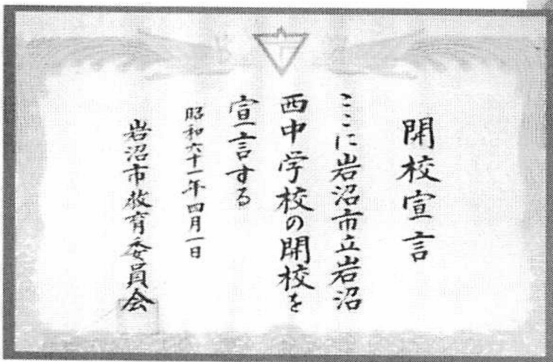 開校宣言
ここに岩沼市立岩沼
西中学校の開校を
宣言する
昭和六十一年四月一日
岩沼市教育委員会